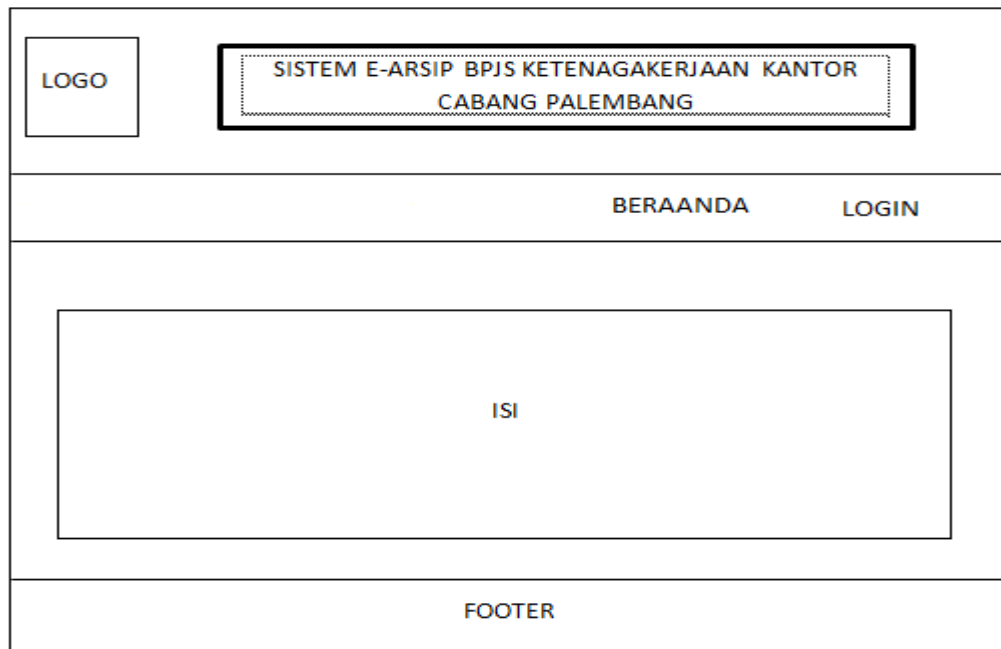 LOGO
SISTEM E-ARSIP BPJS KETENAGAKERJAAN KANTOR
CABANG PALEMBANG
BERAANDA LOGIN
ISI
FOOTER